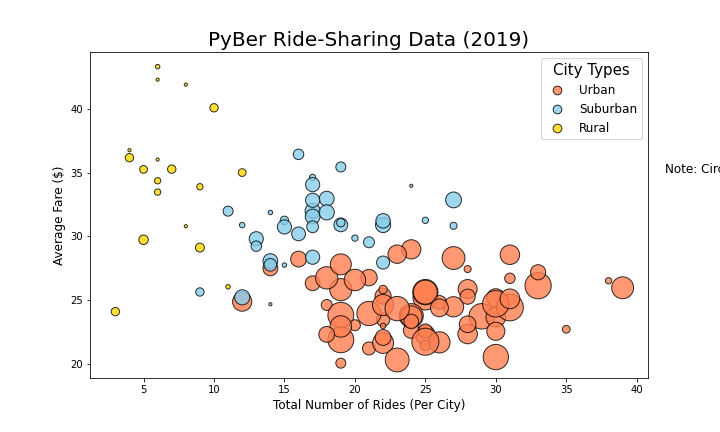 PyBer Ride-Sharing Data (2019)
City Types
Urban
Suburban
Rural
Note: Circ
Average Fare ($)
40
35
30
25
20
5 10 15 20 25 30 35 40
Total Number of Rides (Per City)